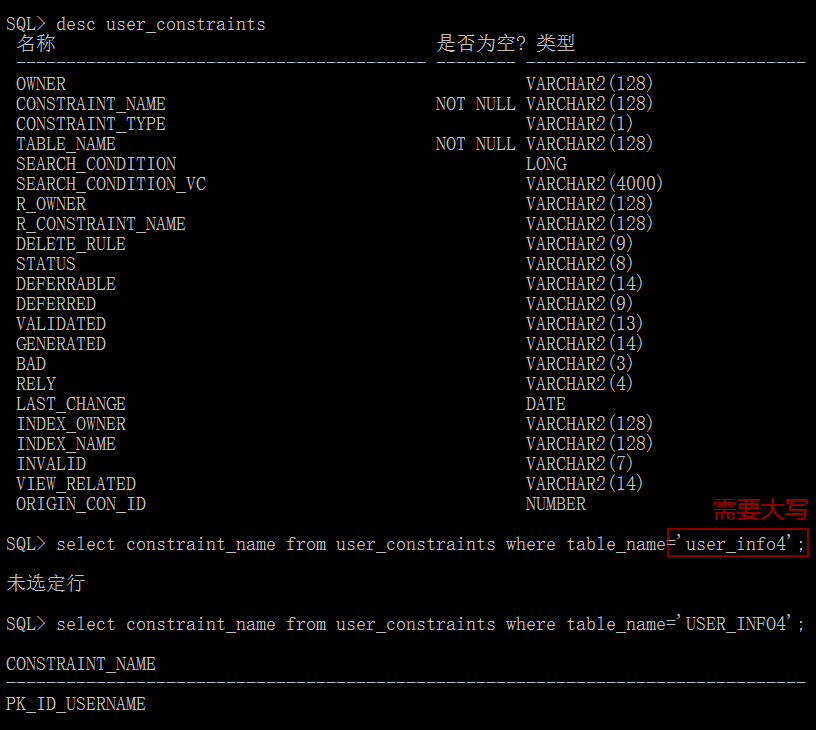 SQL> desc user_constraints
名称 是否为空? 类型
----------------------------------------- -------- ----------------------------
OWNER VARCHAR2(128)
CONSTRAINT_NAME NOT NULL VARCHAR2(128)
CONSTRAINT_TYPE VARCHAR2(1)
TABLE_NAME NOT NULL VARCHAR2(128)
SEARCH_CONDITION LONG
SEARCH_CONDITION_VC VARCHAR2(4000)
R_OWNER VARCHAR2(128)
R_CONSTRAINT_NAME VARCHAR2(128)
DELETE_RULE VARCHAR2(9)
STATUS VARCHAR2(8)
DEFERRABLE VARCHAR2(14)
DEFERRED VARCHAR2(9)
VALIDATED VARCHAR2(13)
GENERATED VARCHAR2(14)
BAD VARCHAR2(3)
RELY VARCHAR2(4)
LAST_CHANGE DATE
INDEX_OWNER VARCHAR2(128)
INDEX_NAME VARCHAR2(128)
INVALID VARCHAR2(7)
VIEW_RELATED VARCHAR2(14)
ORIGIN_CON_ID NUMBER
需要大写
SQL> select constraint_name from user_constraints where table_name='user_info4';
未选定行
SQL> select constraint_name from user_constraints where table_name='USER_INFO4';
CONSTRAINT_NAME
--------------------------------------------------------------------------------
PK_ID_USERNAME